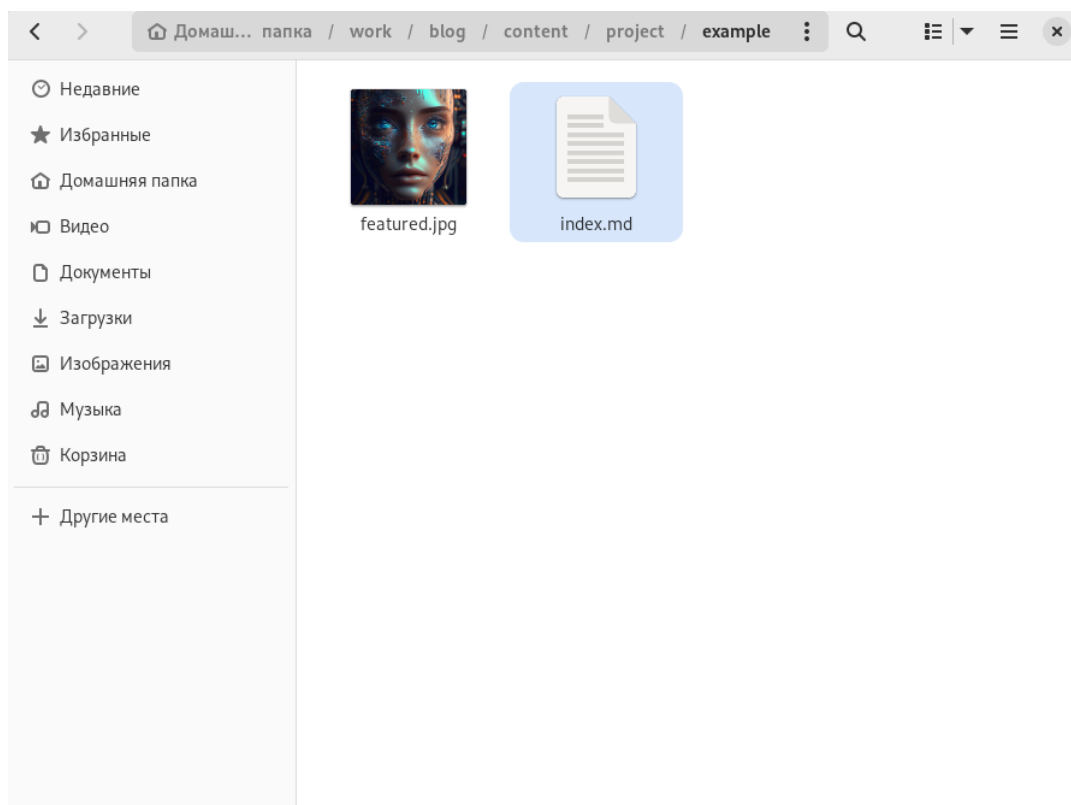 Домаш... папка / work / blog / content / project / example
Недавние
Избранные
Домашняя папка
Видео
Документы
Загрузки
Изображения
Музыка
Корзина
Другие места
featured.jpg
index.md